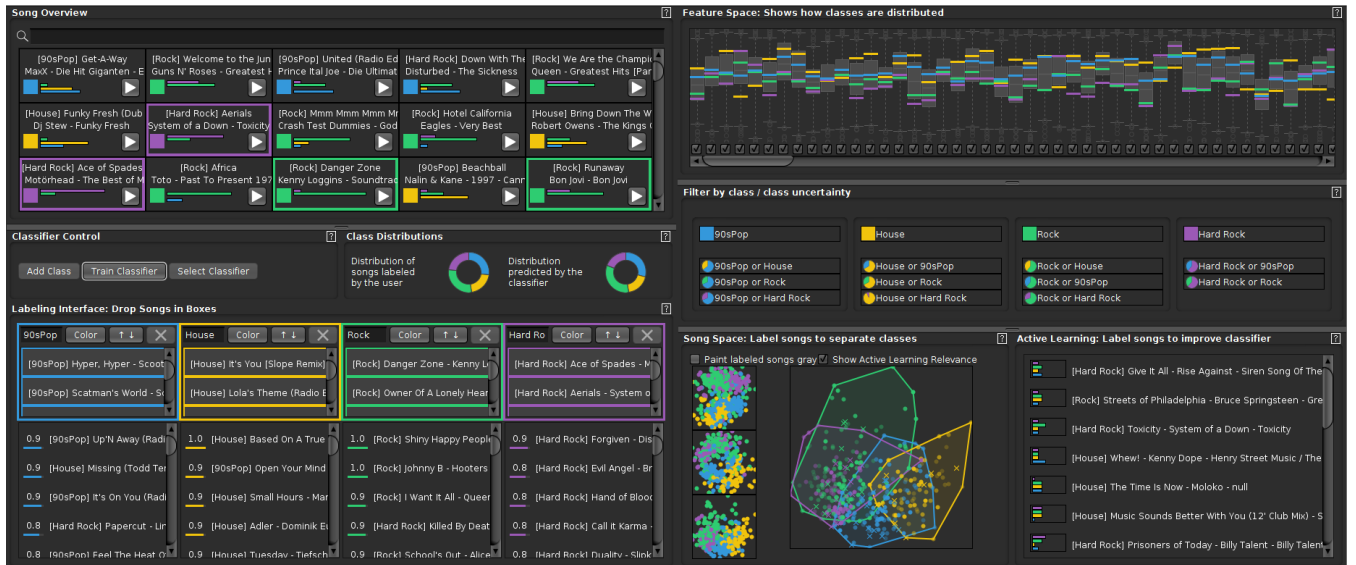 Song Overview
?
[90sPop] Get-A-Way
MaxX - Die Hit Giganten - E
[Rock] Welcome to the Jun
Guns N' Roses - Greatest H
[90sPop] United (Radio Ed
Prince Ital Joe - Die Ultimat
[Hard Rock] Down With The
Disturbed - The Sickness
[Rock] We Are the Champi
Queen - Greatest Hits [Par
[House] Funky Fresh (Dub
Dj Stew - Funky Fresh
[Hard Rock] Aerials
System of a Down - Toxicity
[Rock] Mmm Mmm Mmm Mr
Crash Test Dummies - God
[Rock] Hotel California
Eagles - Very Best
[House] Bring Down The W
Robert Owens - The Kings
[Hard Rock] Ace of Spades
Motörhead - The Best of M
[Rock] Africa
Toto - Past To Present 197
[Rock] Danger Zone
Kenny Loggins - Soundtrac
[90sPop] Beachball
Nalin & Kane - 1997 - Cann
[Rock] Runaway
Bon Jovi - Bon Jovi
Classifier Control
?
Add Class
Train Classifier
Select Classifier
Class Distributions
?
Distribution of
songs labeled
by the user
Distribution
predicted by the
classifier
Labeling Interface: Drop Songs in Boxes
?
90sPop
Color
↑ ↓
House
Color
↑ ↓
Rock
Color
↑ ↓
Hard Ro
Color
↑ ↓
[90sPop] Hyper, Hyper - Scoot
[90sPop] Scatman's World - Sc
[House] It's You [Slope Remix]
[House] Lola's Theme (Radio E
[Rock] Danger Zone - Kenny Lo
[Rock] Owner Of A Lonely Hear
[Hard Rock] Ace of Spades - M
[Hard Rock] Aerials - System o
0.9 [90sPop] Up'N Away (Radi
0.9 [House] Missing (Todd Ter
0.9 [90sPop] It's On You (Radi
0.8 [Hard Rock] Papercut - Lin
0.8 [90sPop] Feel The Heat O
1.0 [House] Based On A True
0.9 [90sPop] Open Your Mind
0.9 [House] Small Hours - Mar
0.9 [House] Adler - Dominik Eu
0.9 [House] Tuesday - Tiefsch
1.0 [Rock] Shiny Happy People
1.0 [Rock] Johnny B - Hooters
0.9 [Rock] I Want It All - Queer
0.9 [Hard Rock] Killed By Deat
0.9 [Rock] School's Out - Alice
0.9 [Hard Rock] Forgiven - Dis
0.8 [Hard Rock] Evil Angel - Br
0.8 [Hard Rock] Hand of Blood
0.8 [Hard Rock] Call it Karma -
0.8 [Hard Rock] Duality - Slink
Feature Space: Shows how classes are distributed
?
Filter by class / class uncertainty
?
90sPop
90sPop or House
90sPop or Rock
90sPop or Hard Rock
House
House or 90sPop
House or Rock
House or Hard Rock
Rock
Rock or House
Rock or 90sPop
Rock or Hard Rock
Hard Rock
Hard Rock or 90sPop
Hard Rock or Rock
Song Space: Label songs to separate classes
?
Paint labeled songs gray
Show Active Learning Relevance
Active Learning: Label songs to improve classifier
?
[Hard Rock] Give It All - Rise Against - Siren Song Of The
[Rock] Streets of Philadelphia - Bruce Springsteen - Gre
[Hard Rock] Toxicity - System of a Down - Toxicity
[House] Whew! - Kenny Dope - Henry Street Music / The
[House] The Time Is Now - Moloko - null
[House] Music Sounds Better With You (12' Club Mix) - S
[Hard Rock] Prisoners of Today - Billy Talent - Billy Talent